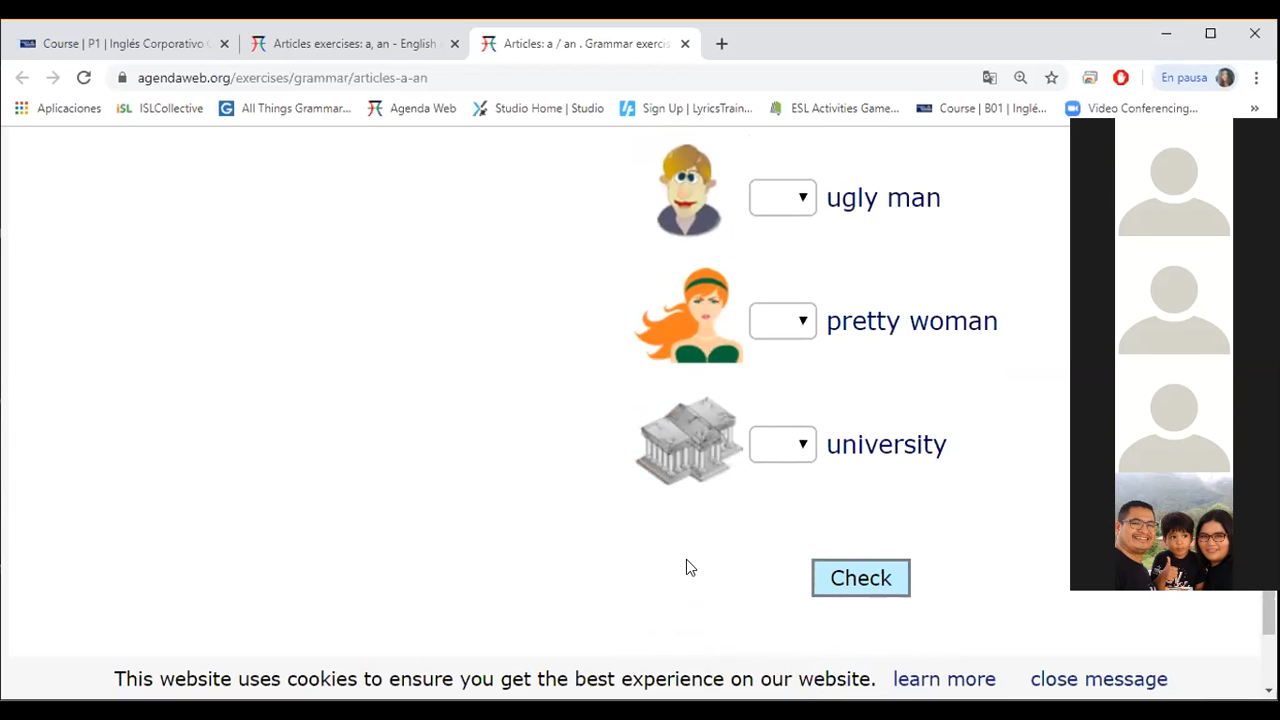 Course | P1 | Inglés Corporativo
Articles exercises: a, an - English
Articles: a / an . Grammar exerci
agendaweb.org/exercises/grammar/articles-a-an
En pausa
Aplicaciones
iSL ISLCollective
All Things Grammar...
Agenda Web
Studio Home | Studio
Sign Up | LyricsTrain...
ESL Activities Game...
Course | B01 | Inglé...
Video Conferencing...
»
ugly man
pretty woman
university
Check
This website uses cookies to ensure you get the best experience on our website. learn more close message